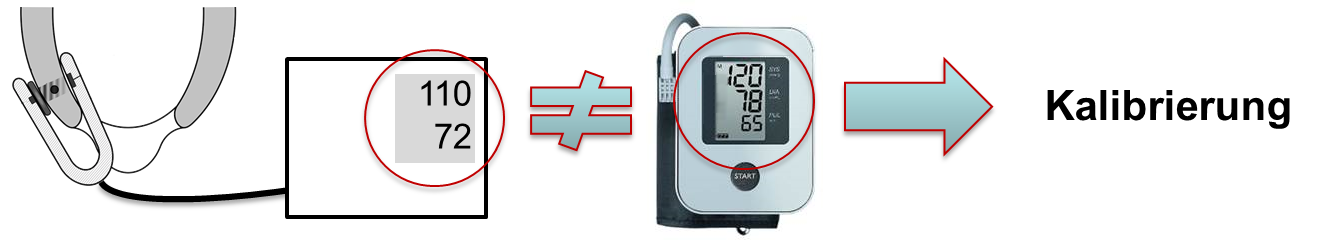 110
72
M
120
SYS
78
DIA
65
PUL
START
Kalibrierung